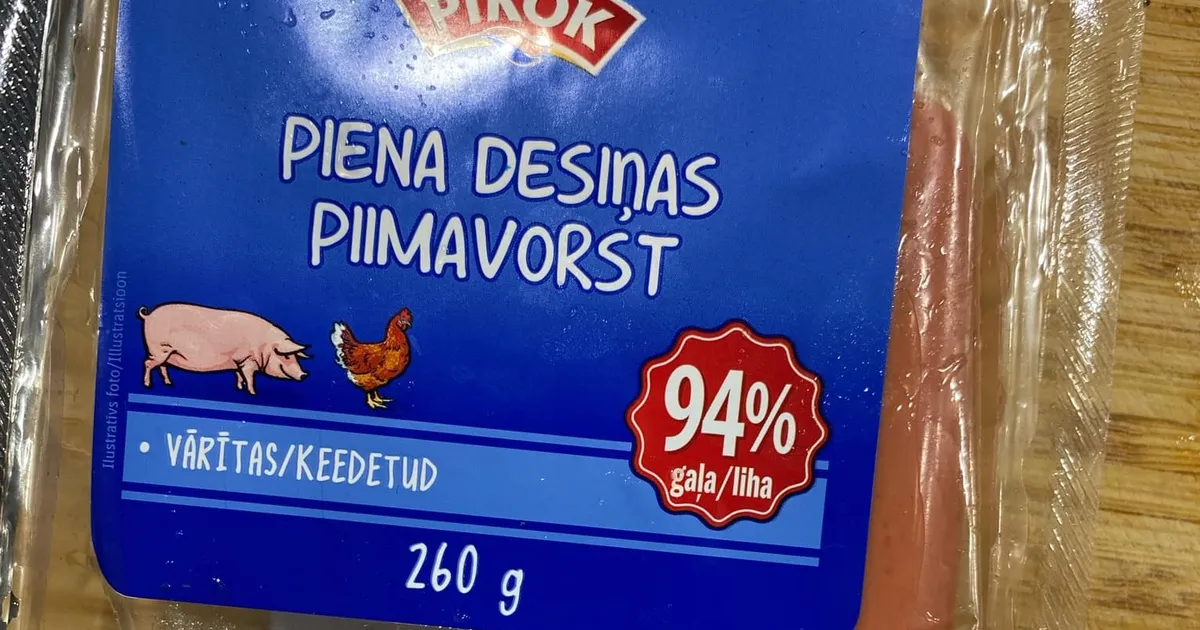 PIKOK
PIENA DESIŅAS
PIIMAVORST
Ilustratīvs foto/Illustratsioon
• VĀRĪTAS/KEEDETUD
94%
gaļa/liha
260 g